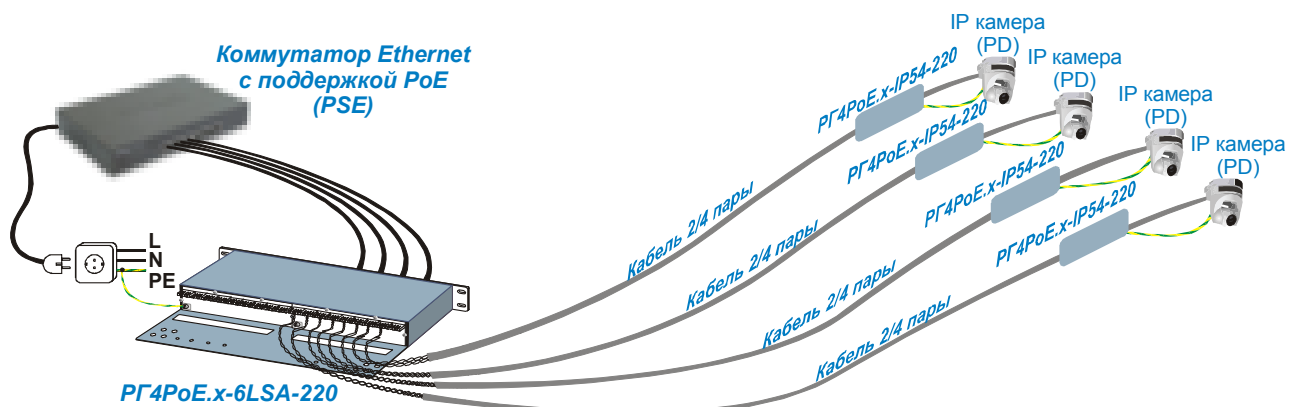 Коммутатор Ethernet
с поддержкой PoE
(PSE)
L
N
PE
РГ4PoE.x-6LSA-220
Кабель 2/4 пары
Кабель 2/4 пары
Кабель 2/4 пары
Кабель 2/4 пары
РГ4PoE.x-IP54-220
РГ4PoE.x-IP54-220
РГ4PoE.x-IP54-220
РГ4PoE.x-IP54-220
IP камера
(PD)
IP камера
(PD)
IP камера
(PD)
IP камера
(PD)